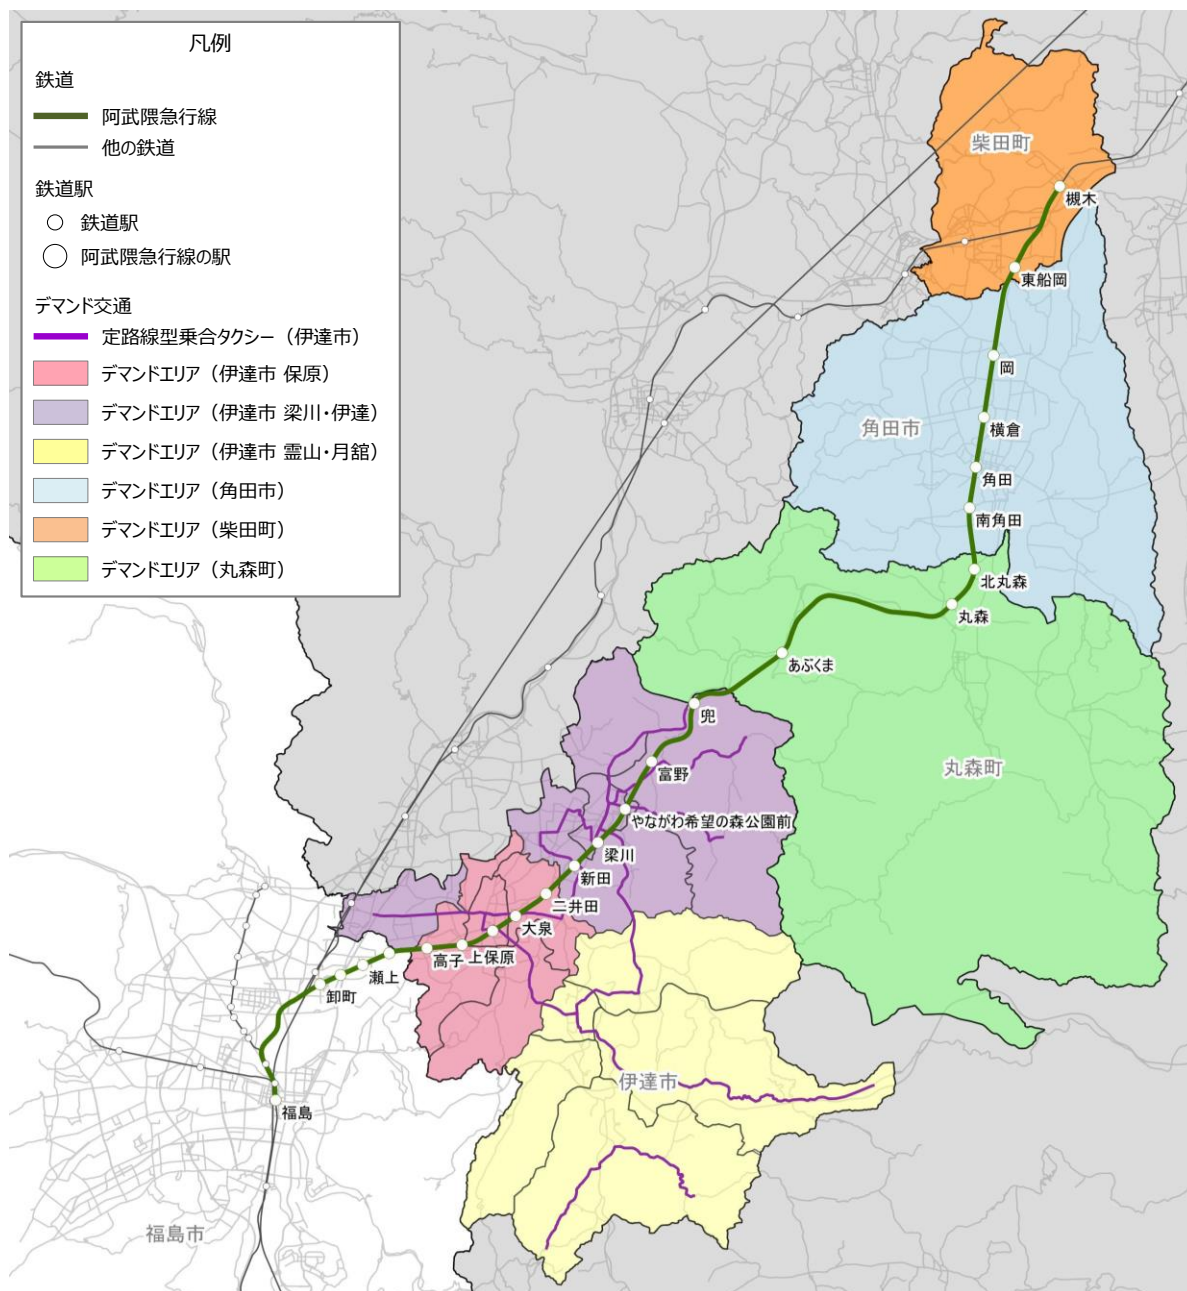 凡例
鉄道
阿武隈急行線
他の鉄道
鉄道駅
鉄道駅
阿武隈急行線の駅
デマンド交通
定路線型乗合タクシー（伊達市）
デマンドエリア（伊達市 保原）
デマンドエリア（伊達市 梁川・伊達）
デマンドエリア（伊達市 霊山・月舘）
デマンドエリア（角田市）
デマンドエリア（柴田町）
デマンドエリア（丸森町）
柴田町
槻木
東船岡
岡
角田市
横倉
角田
南角田
北丸森
丸森
あぶくま
兜
富野
丸森町
やながわ希望の森公園前
梁川
新田
二井田
大泉
上保原
高子
瀬上
卸町
伊達市
福島
福島市